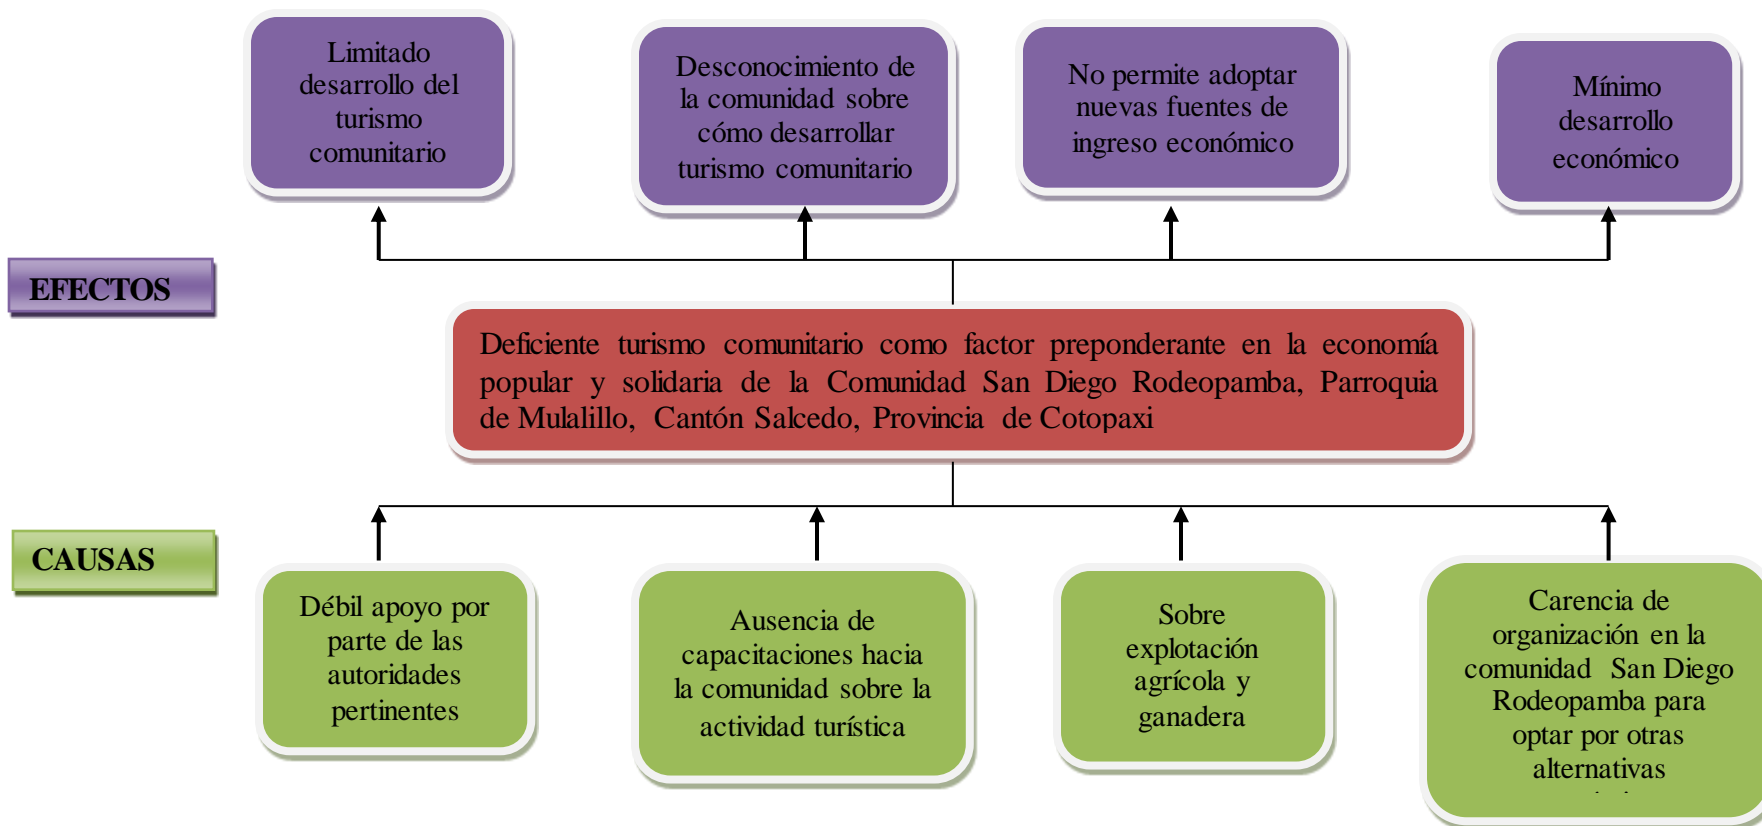 Limitado
desarrollo del
turismo
comunitario
Desconocimiento de
la comunidad sobre
cómo desarrollar
turismo comunitario
No permite adoptar
nuevas fuentes de
ingreso económico
Mínimo
desarrollo
económico
EFECTOS
Deficiente turismo comunitario como factor preponderante en la economía
popular y solidaria de la Comunidad San Diego Rodeopamba, Parroquia
de Mulalillo, Cantón Salcedo, Provincia de Cotopaxi
CAUSAS
Débil apoyo por
parte de las
autoridades
pertinentes
Ausencia de
capacitaciones hacia
la comunidad sobre la
actividad turística
Sobre
explotación
agrícola y
ganadera
Carencia de
organización en la
comunidad San Diego
Rodeopamba para
optar por otras
alternativas